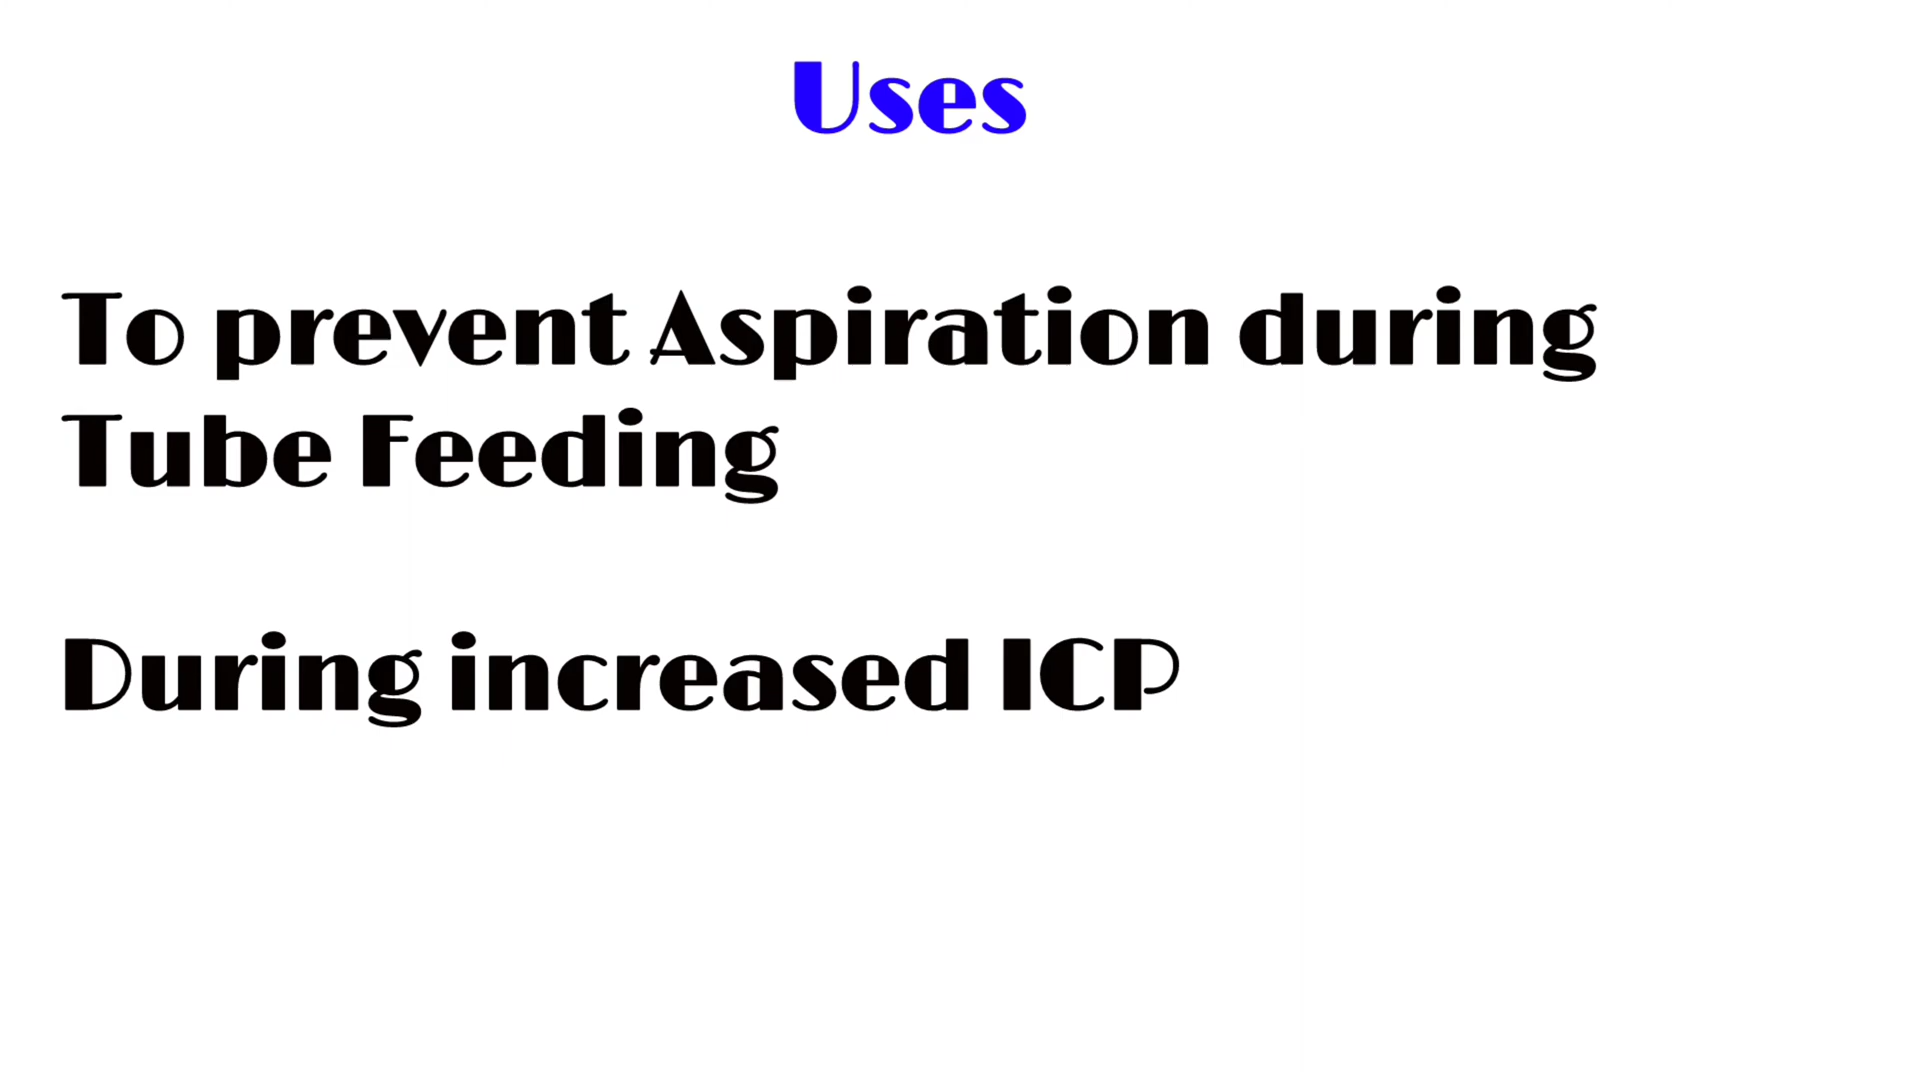 Uses
To prevent Aspiration during
Tube Feeding
During increased ICP